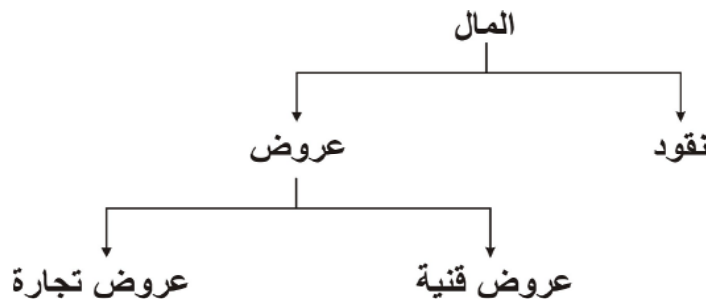 المال
نقود
عروض
عروض قنية
عروض تجارة